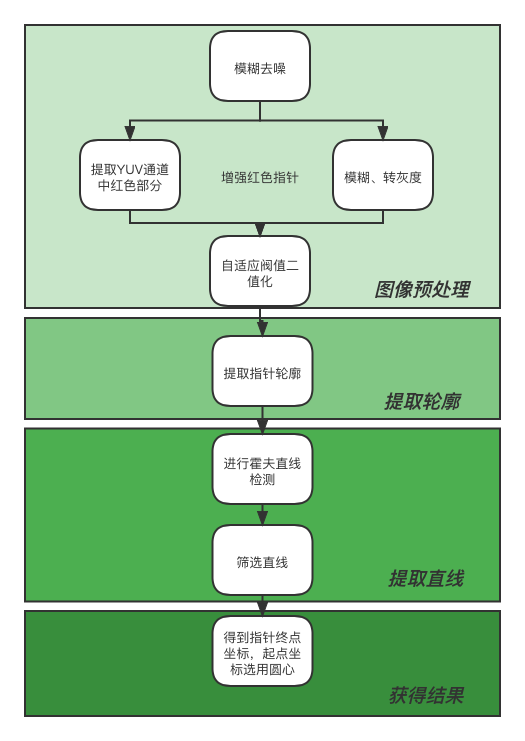 模糊去噪
提取YUV通道
中红色部分
增强红色指针
模糊、转灰度
自适应阀值二
值化
图像预处理
提取指针轮廓
提取轮廓
进行霍夫直线
检测
筛选直线
提取直线
得到指针终点
坐标，起点坐
标选用圆心
获得结果